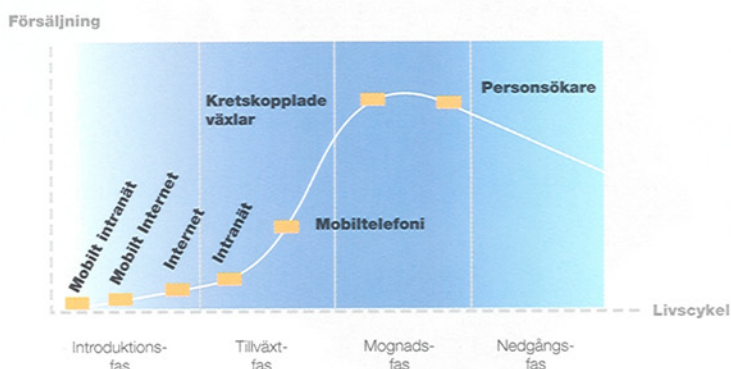 Försäljning
Kretskopplade
växlar
Personsökare
Mobilt intranät
Mobilt Internet
Internet
Intranät
Mobiltelefoni
Livscykel
Introduktions-
fas
Tillväxt-
fas
Mognads-
fas
Nedgångs-
fas